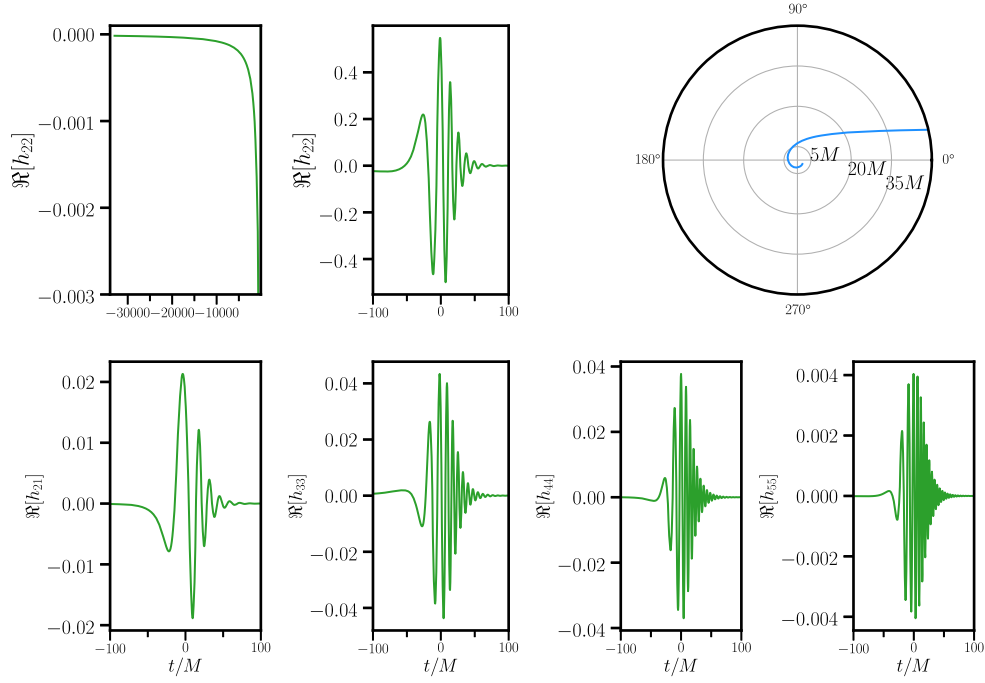 0.000
−0.001
−0.002
−0.003
ℜ[h₂₂]
−30000 −20000 −10000
0.4
0.2
0.0
−0.2
−0.4
ℜ[h₂₂]
−100 0 100
90°
180°
0°
270°
5M
20M
35M
0.02
0.01
0.00
−0.01
−0.02
ℜ[h₂₁]
−100 0 100
t/M
0.04
0.02
0.00
−0.02
−0.04
ℜ[h₃₃]
−100 0 100
t/M
0.04
0.02
0.00
−0.02
−0.04
ℜ[h₄₄]
−100 0 100
t/M
0.004
0.002
0.000
−0.002
−0.004
ℜ[h₅₅]
−100 0 100
t/M